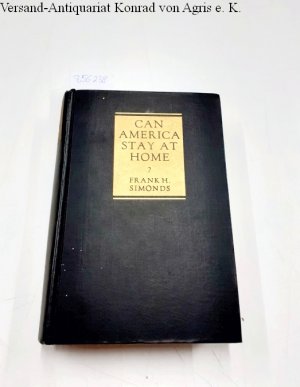 Versand-Antiquariat Konrad von Agris e. K.
CAN
AMERICA
STAY AT
HOME
?
FRANK H.
SIMONDS